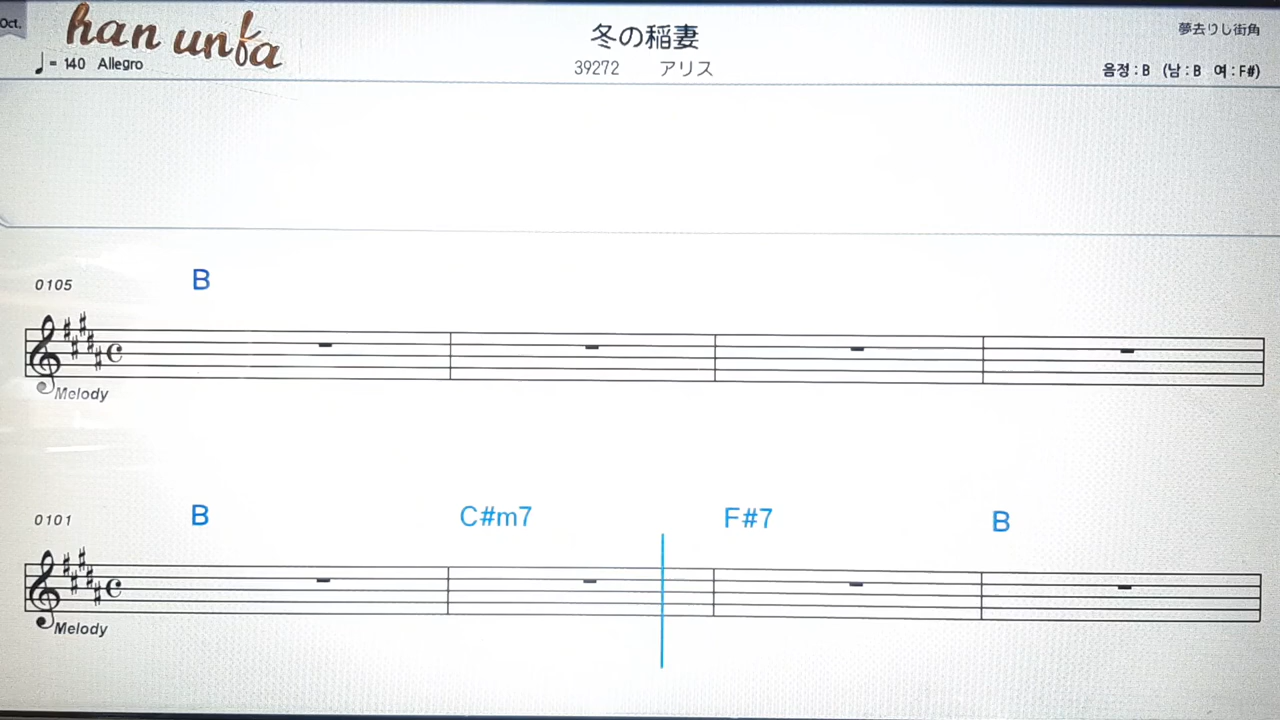 Oct.
han unfa
♩= 140 Allegro
冬の稲妻
39272 アリス
夢去りし街角
음정 : B (남 : B 여 : F#)
0105
B
Melody
0101
B C#m7 F#7 B
Melody